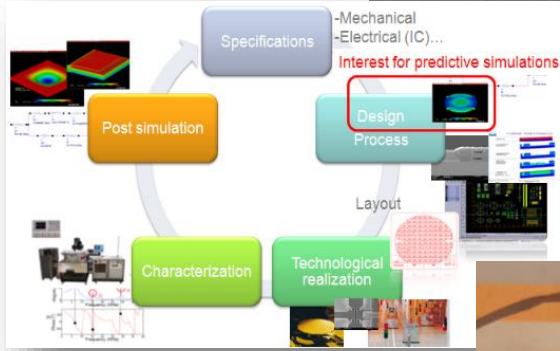 Specifications
-Mechanical
-Electrical (IC)...
Interest for predictive simulations
Design
Process
Post simulation
Layout
Characterization
Technological
realization